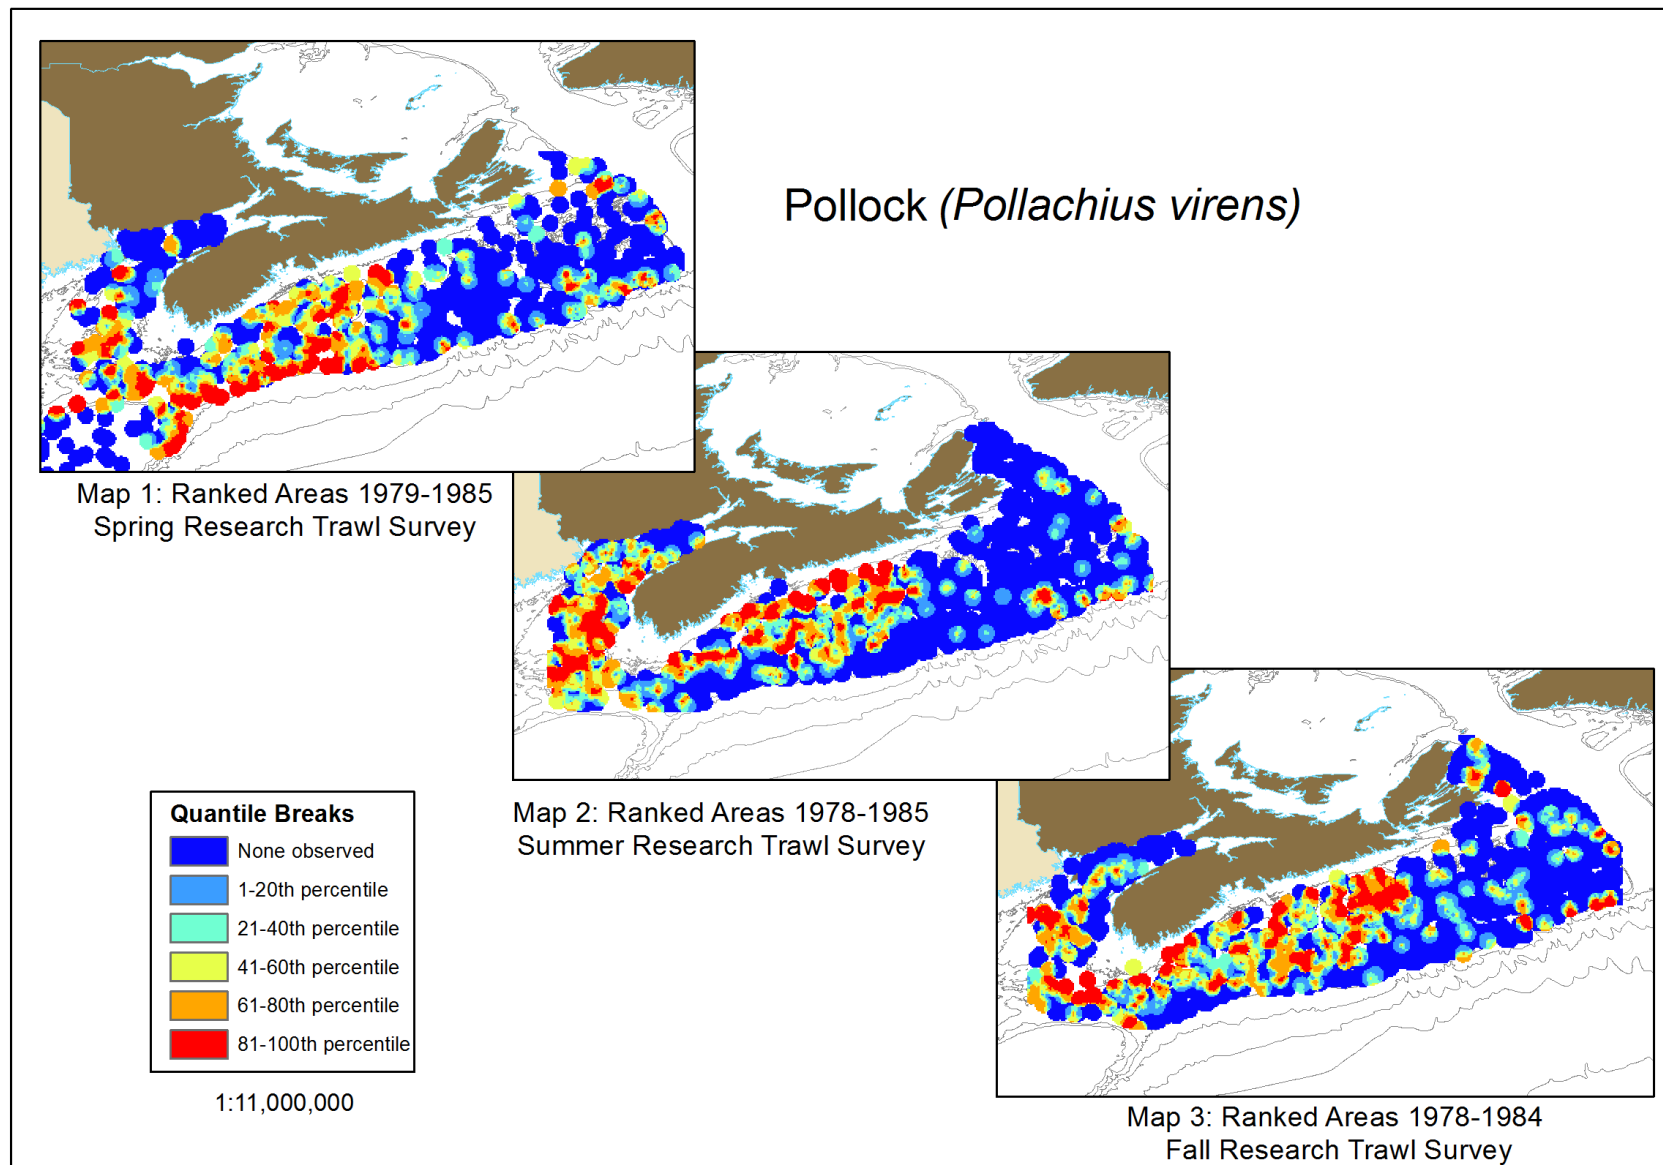 Pollock (Pollachius virens)
Map 1: Ranked Areas 1979-1985
Spring Research Trawl Survey
Map 2: Ranked Areas 1978-1985
Summer Research Trawl Survey
Quantile Breaks
None observed
1-20th percentile
21-40th percentile
41-60th percentile
61-80th percentile
81-100th percentile
1:11,000,000
Map 3: Ranked Areas 1978-1984
Fall Research Trawl Survey